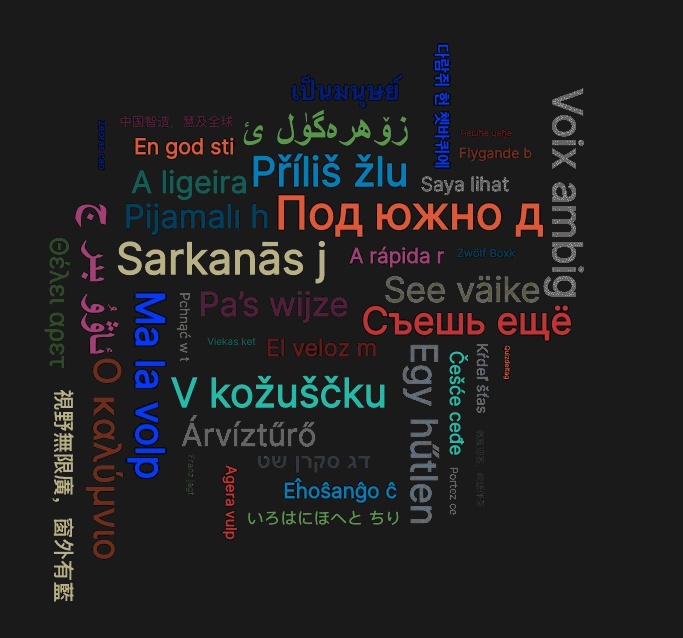 다람쥐 헌 쳇바퀴에
เป็นมนุษย์
Voix ambig
中国智造，慧及全球
زۆھرەگۈل ئ
En god sti
Flygande b
Příliš žlu
A ligeira
Saya lihat
Pijamalı h
Под южно д
Sarkanās j
A rápida r
Zwölf Boxk
Θέλει αρετ
See väike
Pa’s wijze
Pchnąć w t
Ma la volp
Съешь ещё
Viekas ket
El veloz m
Egy hűtlen
Češće ceđe
Kŕdeľ šťas
Ο καλύμνιο
V kožuščku
視野無限廣，窗外有藍
Árvíztűrő
דג סקרן שט
Franz jagt
Agera vulp
Portez ce
Eĥoŝanĝo ĉ
いろはにほへと ちり